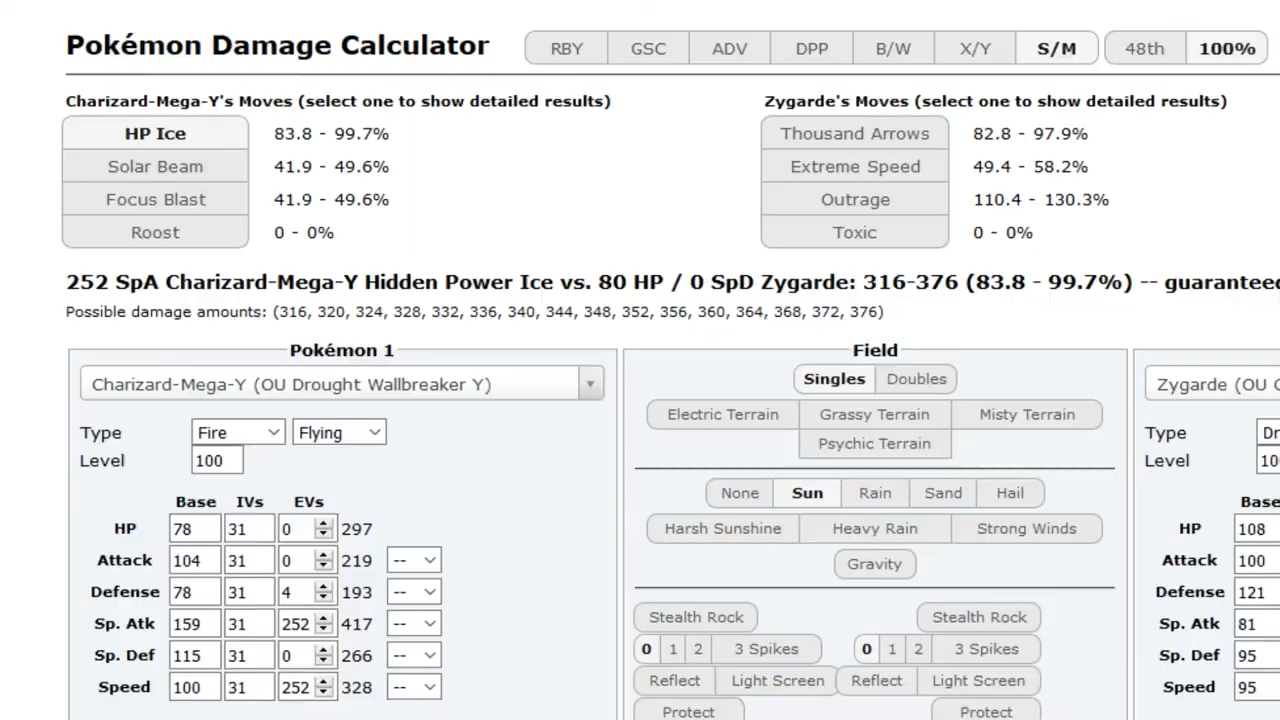 Pokémon Damage Calculator RBY GSC ADV DPP B/W X/Y S/M 48th 100%
Charizard-Mega-Y's Moves (select one to show detailed results) Zygarde's Moves (select one to show detailed results)
HP Ice 83.8 - 99.7% Thousand Arrows 82.8 - 97.9%
Solar Beam 41.9 - 49.6% Extreme Speed 49.4 - 58.2%
Focus Blast 41.9 - 49.6% Outrage 110.4 - 130.3%
Roost 0 - 0% Toxic 0 - 0%
252 SpA Charizard-Mega-Y Hidden Power Ice vs. 80 HP / 0 SpD Zygarde: 316-376 (83.8 - 99.7%) -- guaranteed
Possible damage amounts: (316, 320, 324, 328, 332, 336, 340, 344, 348, 352, 356, 360, 364, 368, 372, 376)
Pokémon 1 Field
Charizard-Mega-Y (OU Drought Wallbreaker Y) Singles Doubles Zygarde (OU
Electric Terrain Grassy Terrain Misty Terrain
Type Fire Flying Psychic Terrain Type
Level 100 Level
None Sun Rain Sand Hail
Base IVs EVs Base
HP 78 31 0 297 Harsh Sunshine Heavy Rain Strong Winds HP 108
Attack 104 31 0 219 -- Gravity Attack 100
Defense 78 31 4 193 -- Defense 121
Sp. Atk 159 31 252 417 -- Stealth Rock Stealth Rock Sp. Atk 81
Sp. Def 115 31 0 266 -- 0 1 2 3 Spikes 0 1 2 3 Spikes Sp. Def 95
Speed 100 31 252 328 -- Reflect Light Screen Reflect Light Screen Speed 95
Protect Protect